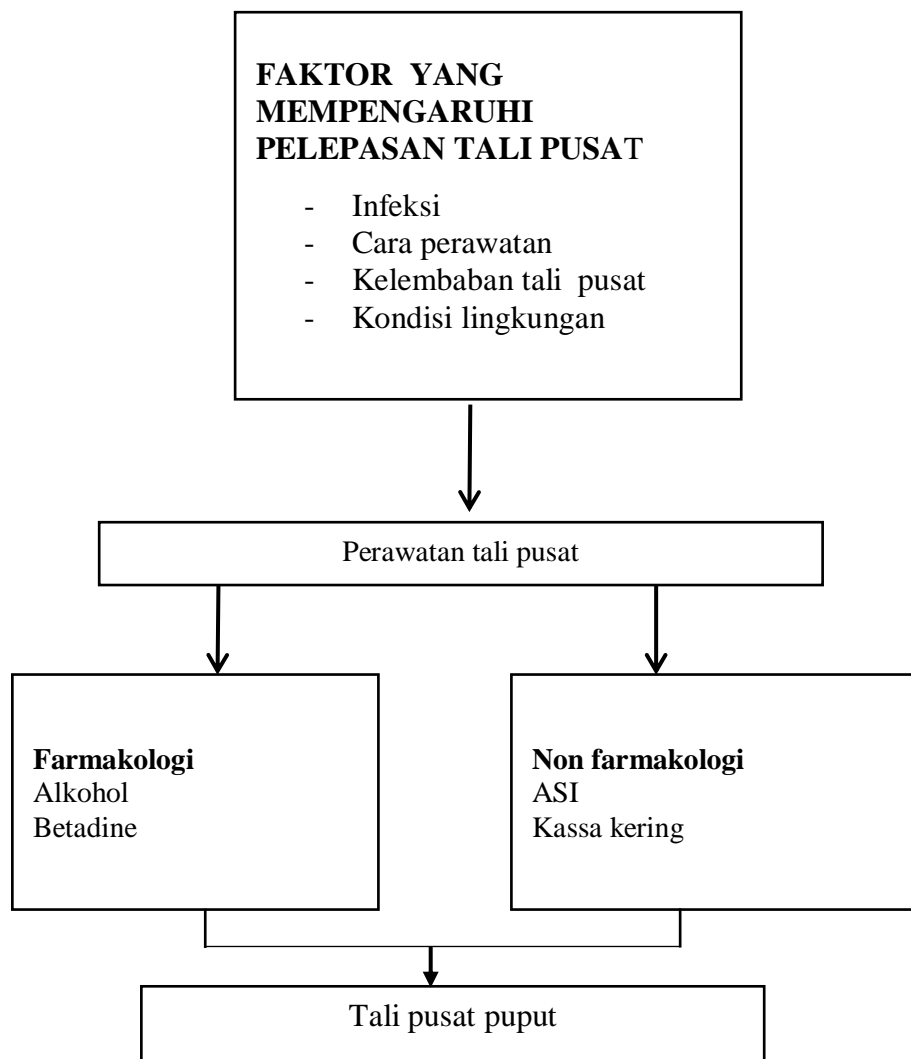 FAKTOR YANG
MEMPENGARUHI
PELEPASAN TALI PUSAT
- Infeksi
- Cara perawatan
- Kelembaban tali pusat
- Kondisi lingkungan
Perawatan tali pusat
Farmakologi
Alkohol
Betadine
Non farmakologi
ASI
Kassa kering
Tali pusat puput